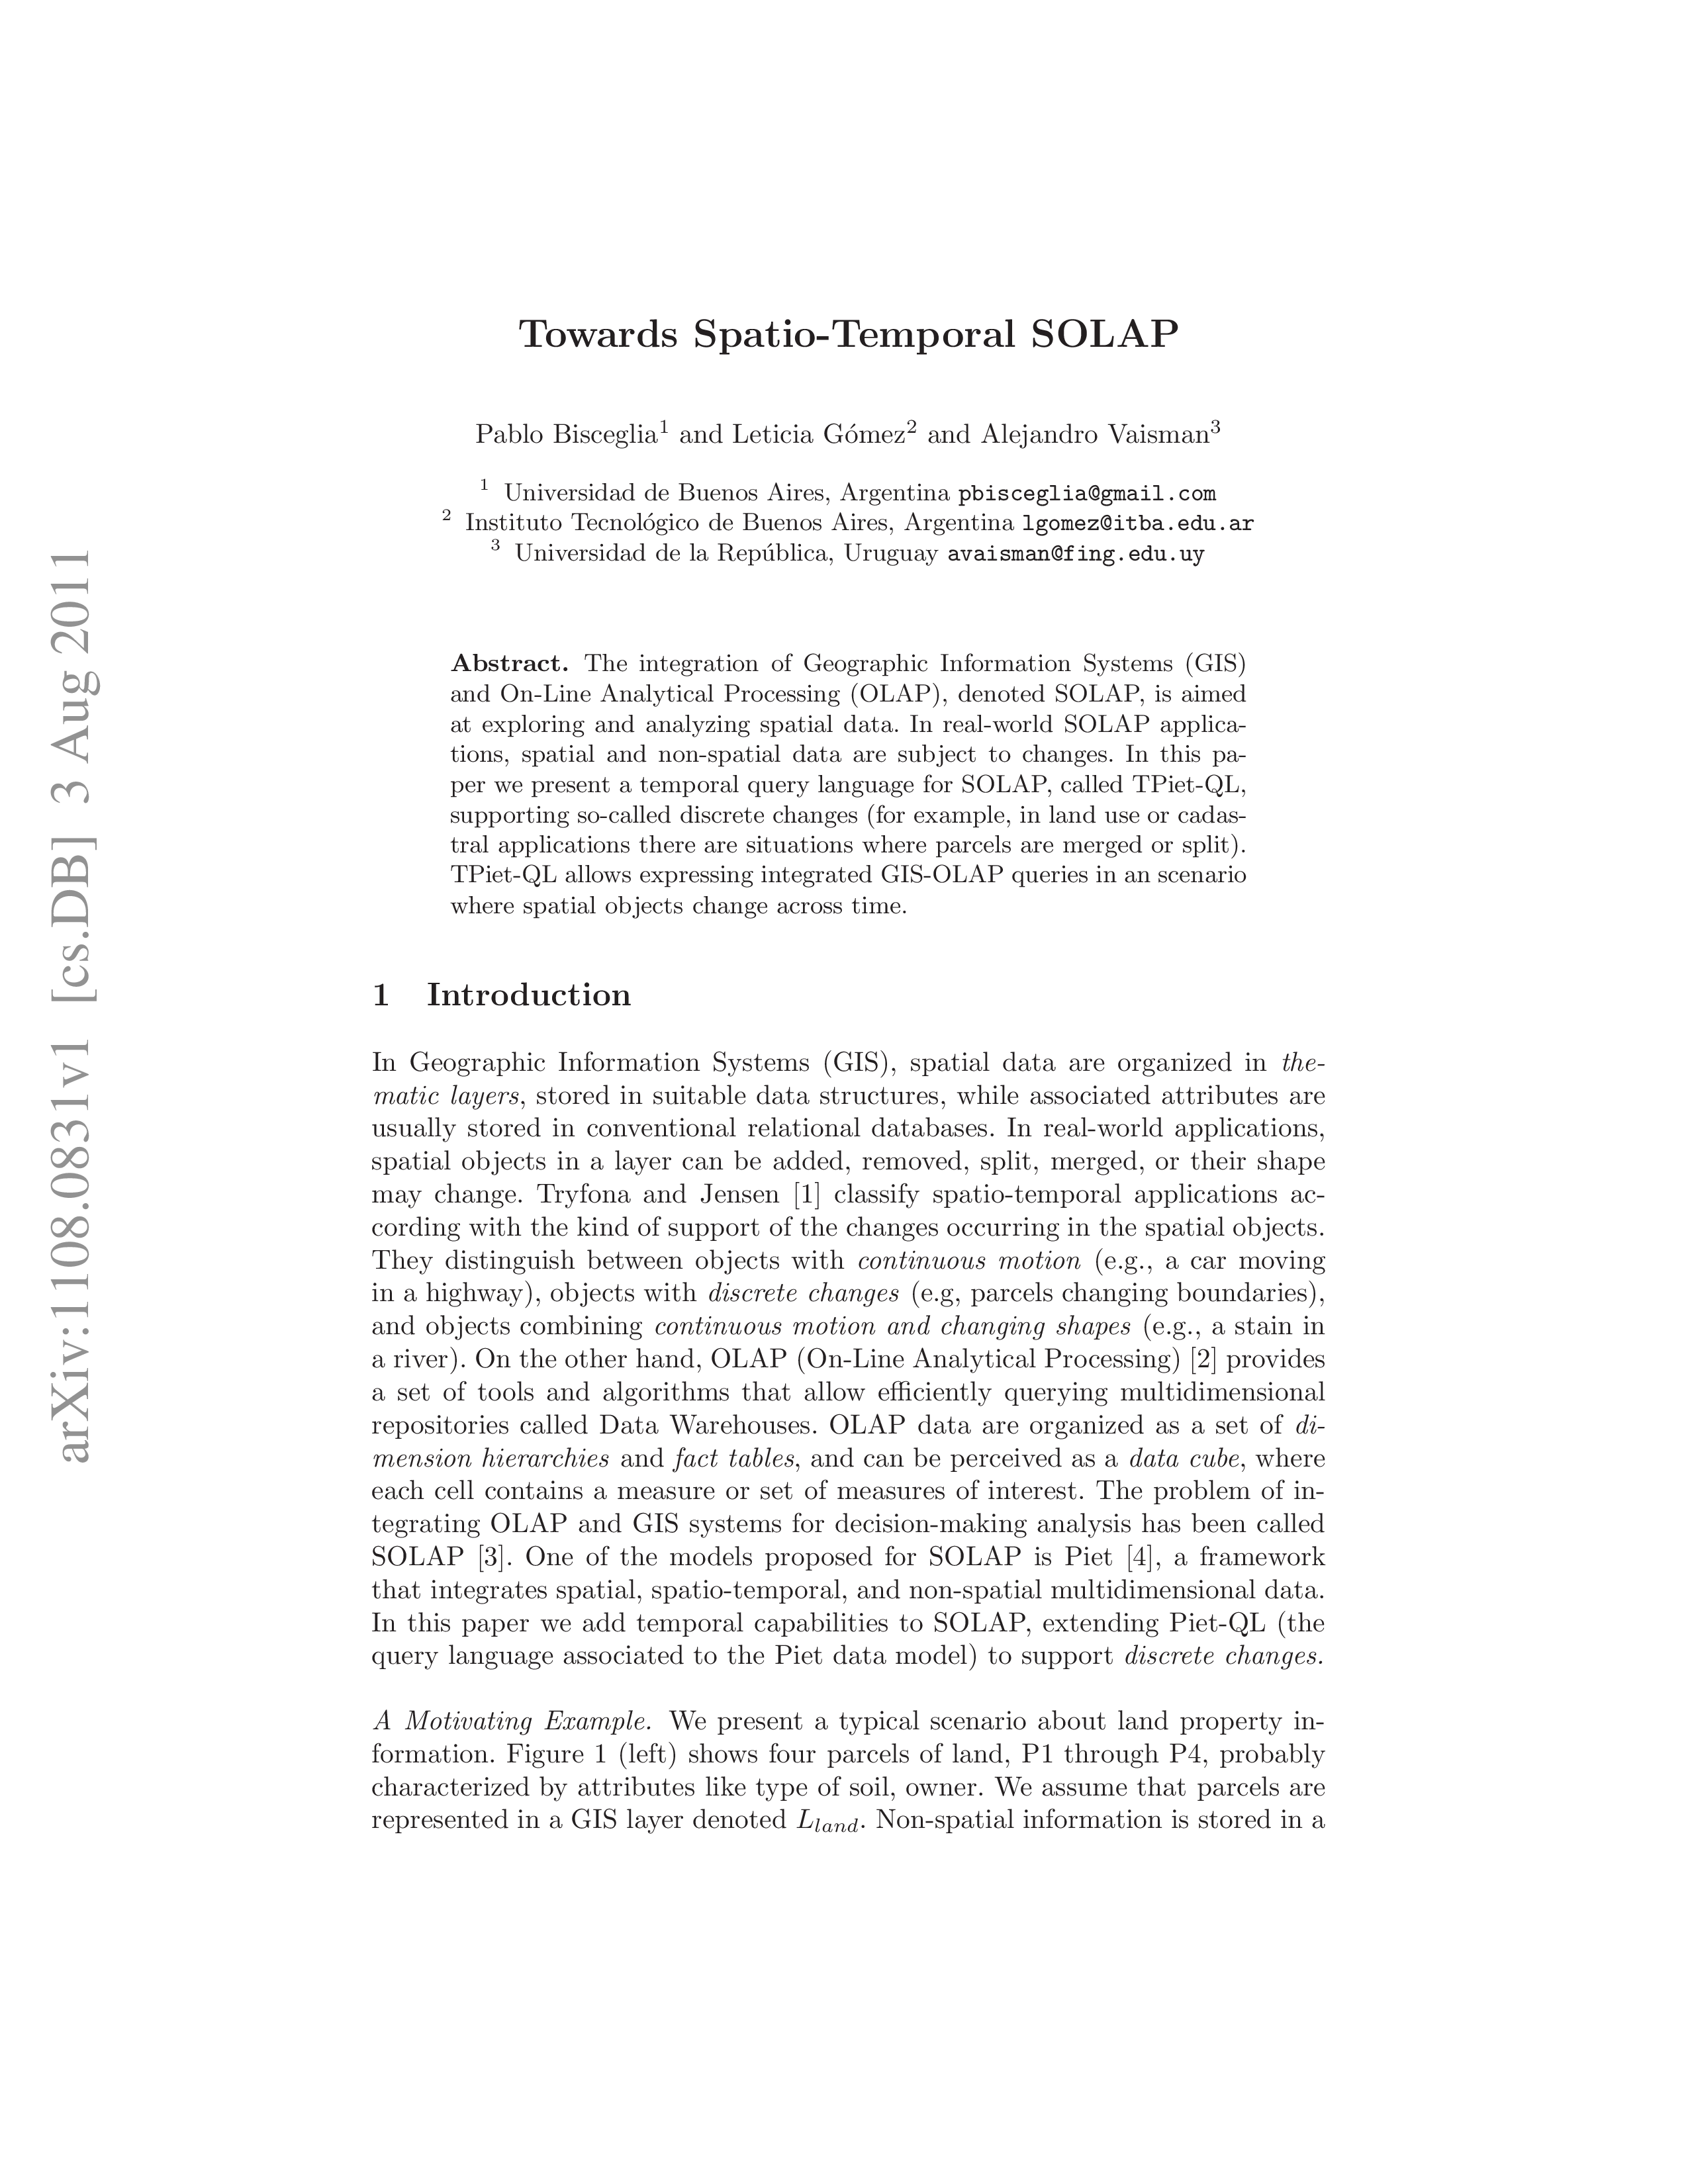 Towards Spatio-Temporal SOLAP
Pablo Bisceglia1 and Leticia Gómez2 and Alejandro Vaisman3
1 Universidad de Buenos Aires, Argentina pbisceglia@gmail.com
2 Instituto Tecnológico de Buenos Aires, Argentina lgomez@itba.edu.ar
3 Universidad de la República, Uruguay avaisman@fing.edu.uy
Abstract. The integration of Geographic Information Systems (GIS)
and On-Line Analytical Processing (OLAP), denoted SOLAP, is aimed
at exploring and analyzing spatial data. In real-world SOLAP applica-
tions, spatial and non-spatial data are subject to changes. In this pa-
per we present a temporal query language for SOLAP, called TPiet-QL,
supporting so-called discrete changes (for example, in land use or cadas-
tral applications there are situations where parcels are merged or split).
TPiet-QL allows expressing integrated GIS-OLAP queries in an scenario
where spatial objects change across time.
1 Introduction
In Geographic Information Systems (GIS), spatial data are organized in the-
matic layers, stored in suitable data structures, while associated attributes are
usually stored in conventional relational databases. In real-world applications,
spatial objects in a layer can be added, removed, split, merged, or their shape
may change. Tryfona and Jensen [1] classify spatio-temporal applications ac-
cording with the kind of support of the changes occurring in the spatial objects.
They distinguish between objects with continuous motion (e.g., a car moving
in a highway), objects with discrete changes (e.g, parcels changing boundaries),
and objects combining continuous motion and changing shapes (e.g., a stain in
a river). On the other hand, OLAP (On-Line Analytical Processing) [2] provides
a set of tools and algorithms that allow efficiently querying multidimensional
repositories called Data Warehouses. OLAP data are organized as a set of di-
mension hierarchies and fact tables, and can be perceived as a data cube, where
each cell contains a measure or set of measures of interest. The problem of in-
tegrating OLAP and GIS systems for decision-making analysis has been called
SOLAP [3]. One of the models proposed for SOLAP is Piet [4], a framework
that integrates spatial, spatio-temporal, and non-spatial multidimensional data.
In this paper we add temporal capabilities to SOLAP, extending Piet-QL (the
query language associated to the Piet data model) to support discrete changes.
A Motivating Example. We present a typical scenario about land property in-
formation. Figure 1 (left) shows four parcels of land, P1 through P4, probably
characterized by attributes like type of soil, owner. We assume that parcels are
represented in a GIS layer denoted Lland. Non-spatial information is stored in a
arXiv:1108.0831v1 [cs.DB] 3 Aug 2011